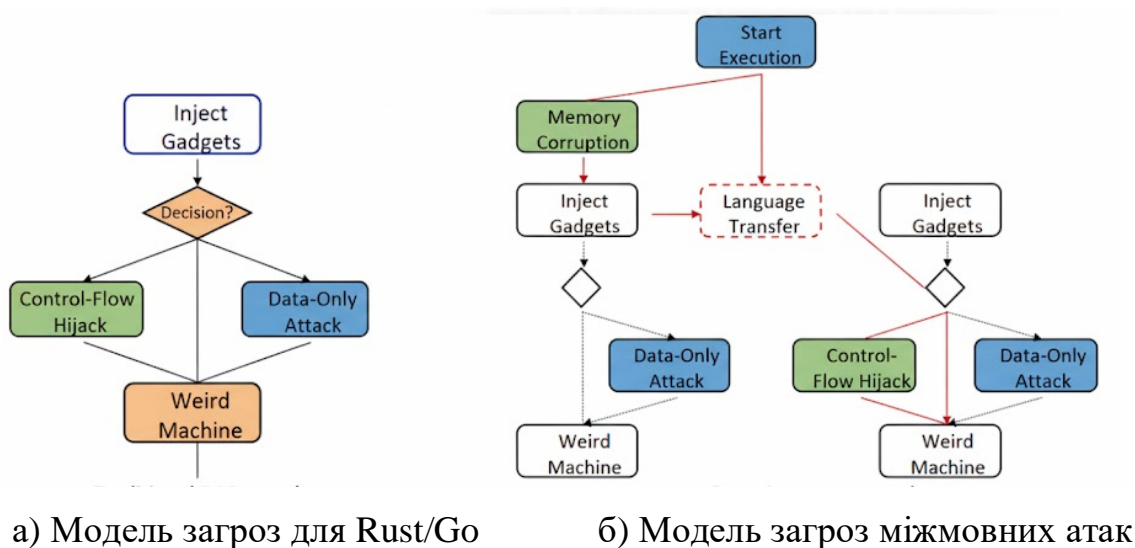 Inject
Gadgets
Decision?
Control-Flow
Hijack
Data-Only
Attack
Weird
Machine
Start
Execution
Memory
Corruption
Inject
Gadgets
Language
Transfer
Inject
Gadgets
Data-Only
Attack
Control-
Flow Hijack
Data-Only
Attack
Weird
Machine
Weird
Machine
а) Модель загроз для Rust/Go
б) Модель загроз міжмовних атак